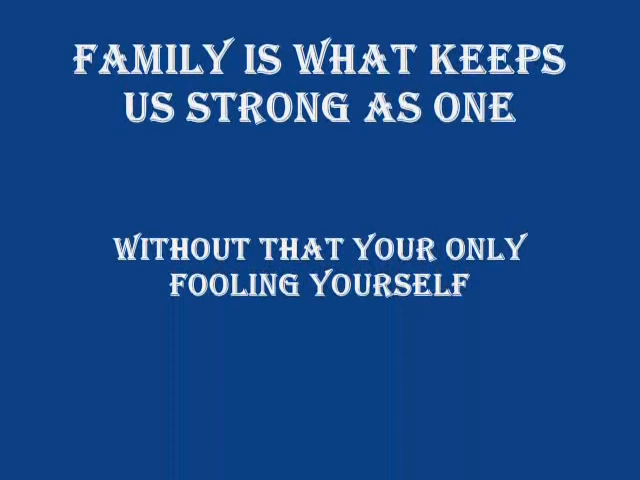 FAMILY IS WHAT KEEPS
US STRONG AS ONE
WITHOUT THAT YOUR ONLY
FOOLING YOURSELF